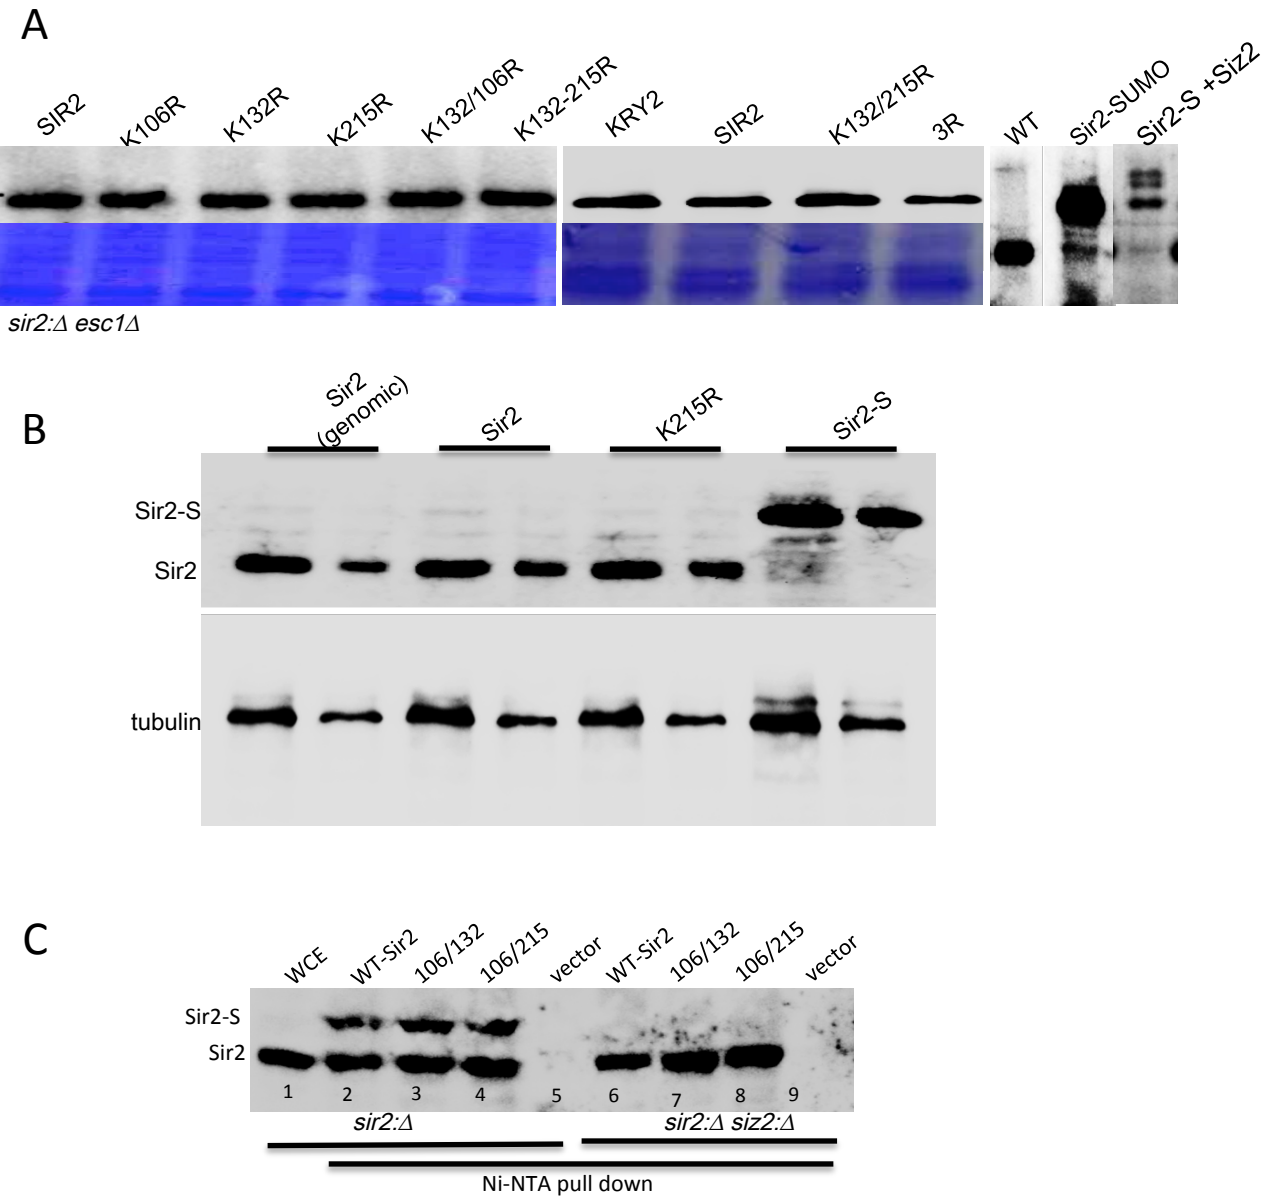 A
SIR2 K106R K132R K215R K132/106R K132-215R KRY2 SIR2 K132/215R 3R WT Sir2-SUMO Sir2-S +Siz2
sir2:Δ esc1Δ
B
Sir2 (genomic) Sir2 K215R Sir2-S
Sir2-S
Sir2
tubulin
C
WCE WT-Sir2 106/132 106/215 vector WT-Sir2 106/132 106/215 vector
Sir2-S
Sir2
1 2 3 4 5 6 7 8 9
sir2:Δ sir2:Δ siz2:Δ
Ni-NTA pull down